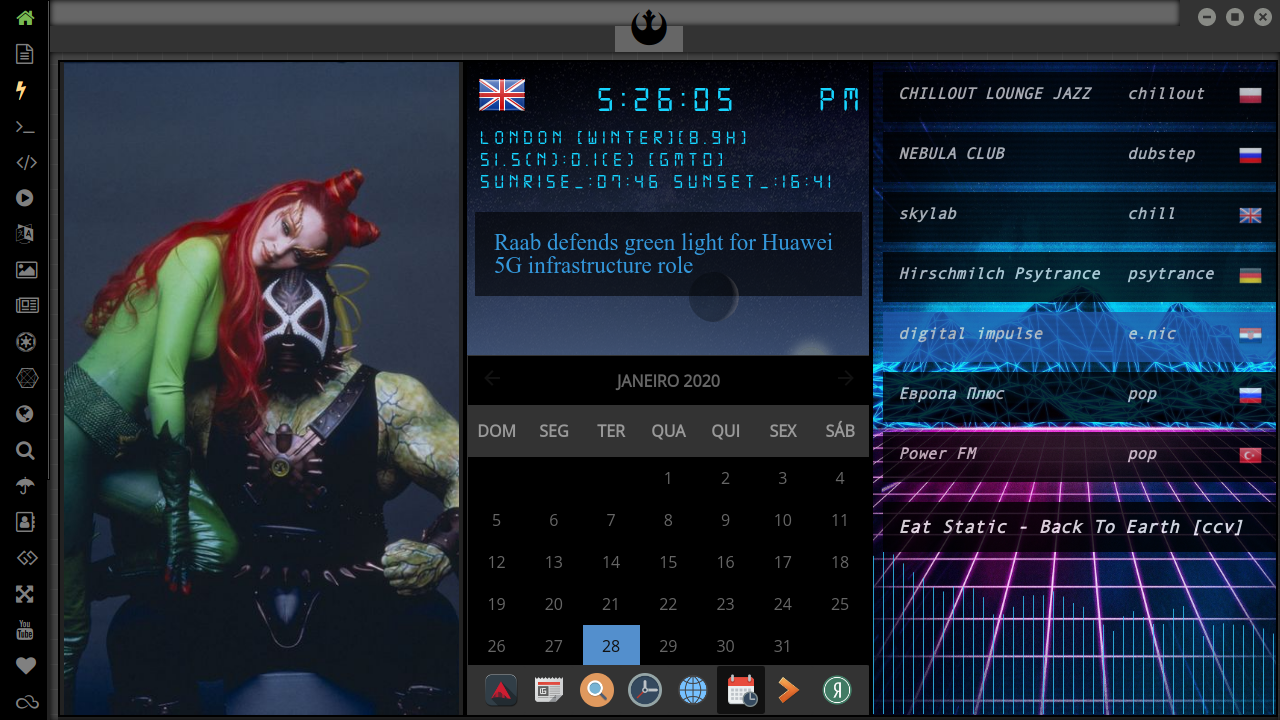 5:26:05 PM
LONDON [WINTER][8.9H]
51.5(N):0.1(E) [GMT0]
SUNRISE_:07:46 SUNSET_:16:41
Raab defends green light for Huawei
5G infrastructure role
JANEIRO 2020
DOM SEG TER QUA QUI SEX SÁB
1 2 3 4
5 6 7 8 9 10 11
12 13 14 15 16 17 18
19 20 21 22 23 24 25
26 27 28 29 30 31
CHILLOUT LOUNGE JAZZ chillout
NEBULA CLUB dubstep
skylab chill
Hirschmilch Psytrance psytrance
digital impulse e.nic
Европа Плюс pop
Power FM pop
Eat Static - Back To Earth [ccv]
You
Tube
Я